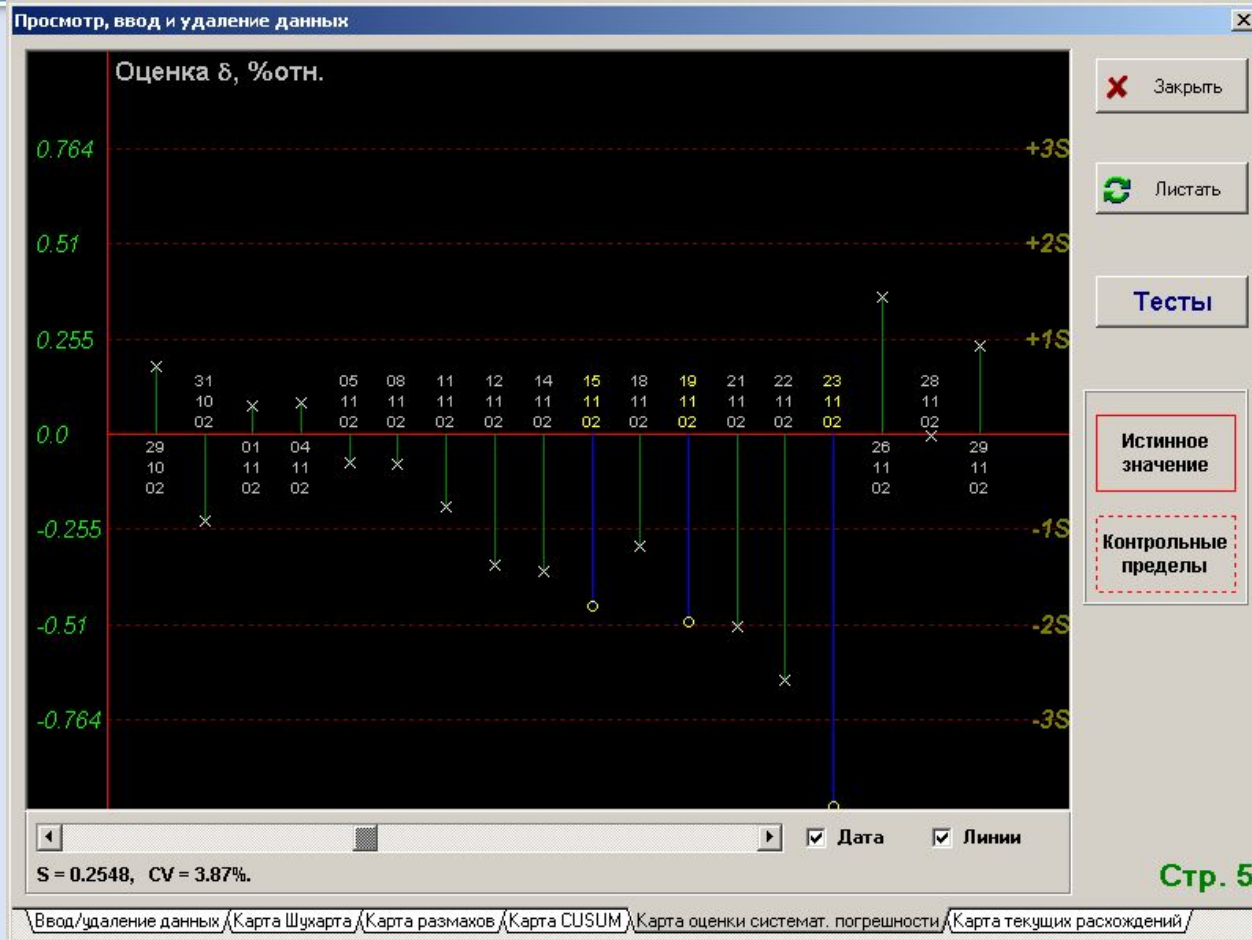 Просмотр, ввод и удаление данных
Оценка δ, %отн.
Закрыть
0.764
+3S
Листать
0.51
+2S
Тесты
0.255
+1S
31 05 08 11 12 14 15 18 19 21 22 23 28
10 11 11 11 11 11 11 11 11 11 11 11 11
02 02 02 02 02 02 02 02 02 02 02 02 02
0.0
29 01 04 26 29
10 11 11 11 11
02 02 02 02 02
Истинное
значение
-0.255
-1S
Контрольные
пределы
-0.51
-2S
-0.764
-3S
Дата
Линии
S = 0.2548, CV = 3.87%.
Стр. 5
Ввод/удаление данных Карта Шухарта Карта размахов Карта CUSUM Карта оценки системат. погрешности Карта текущих расхождений